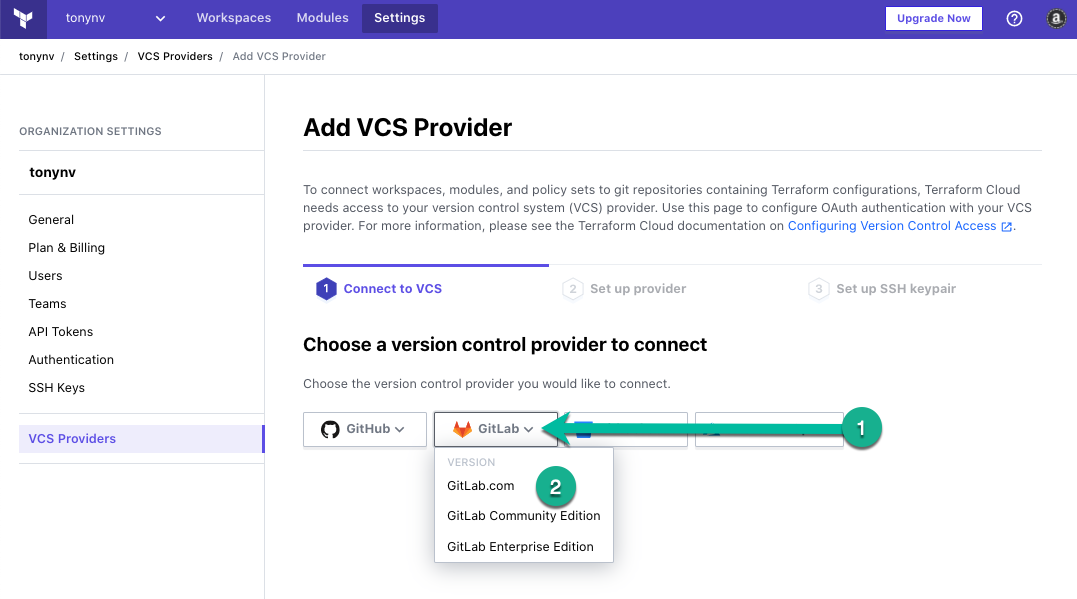 tonynv Workspaces Modules Settings Upgrade Now ? a
tonynv / Settings / VCS Providers / Add VCS Provider
ORGANIZATION SETTINGS
tonynv
General
Plan & Billing
Users
Teams
API Tokens
Authentication
SSH Keys
VCS Providers
Add VCS Provider
To connect workspaces, modules, and policy sets to git repositories containing Terraform configurations, Terraform Cloud
needs access to your version control system (VCS) provider. Use this page to configure OAuth authentication with your VCS
provider. For more information, please see the Terraform Cloud documentation on Configuring Version Control Access.
1 Connect to VCS 2 Set up provider 3 Set up SSH keypair
Choose a version control provider to connect
Choose the version control provider you would like to connect.
GitHub GitLab 1
VERSION
GitLab.com 2
GitLab Community Edition
GitLab Enterprise Edition